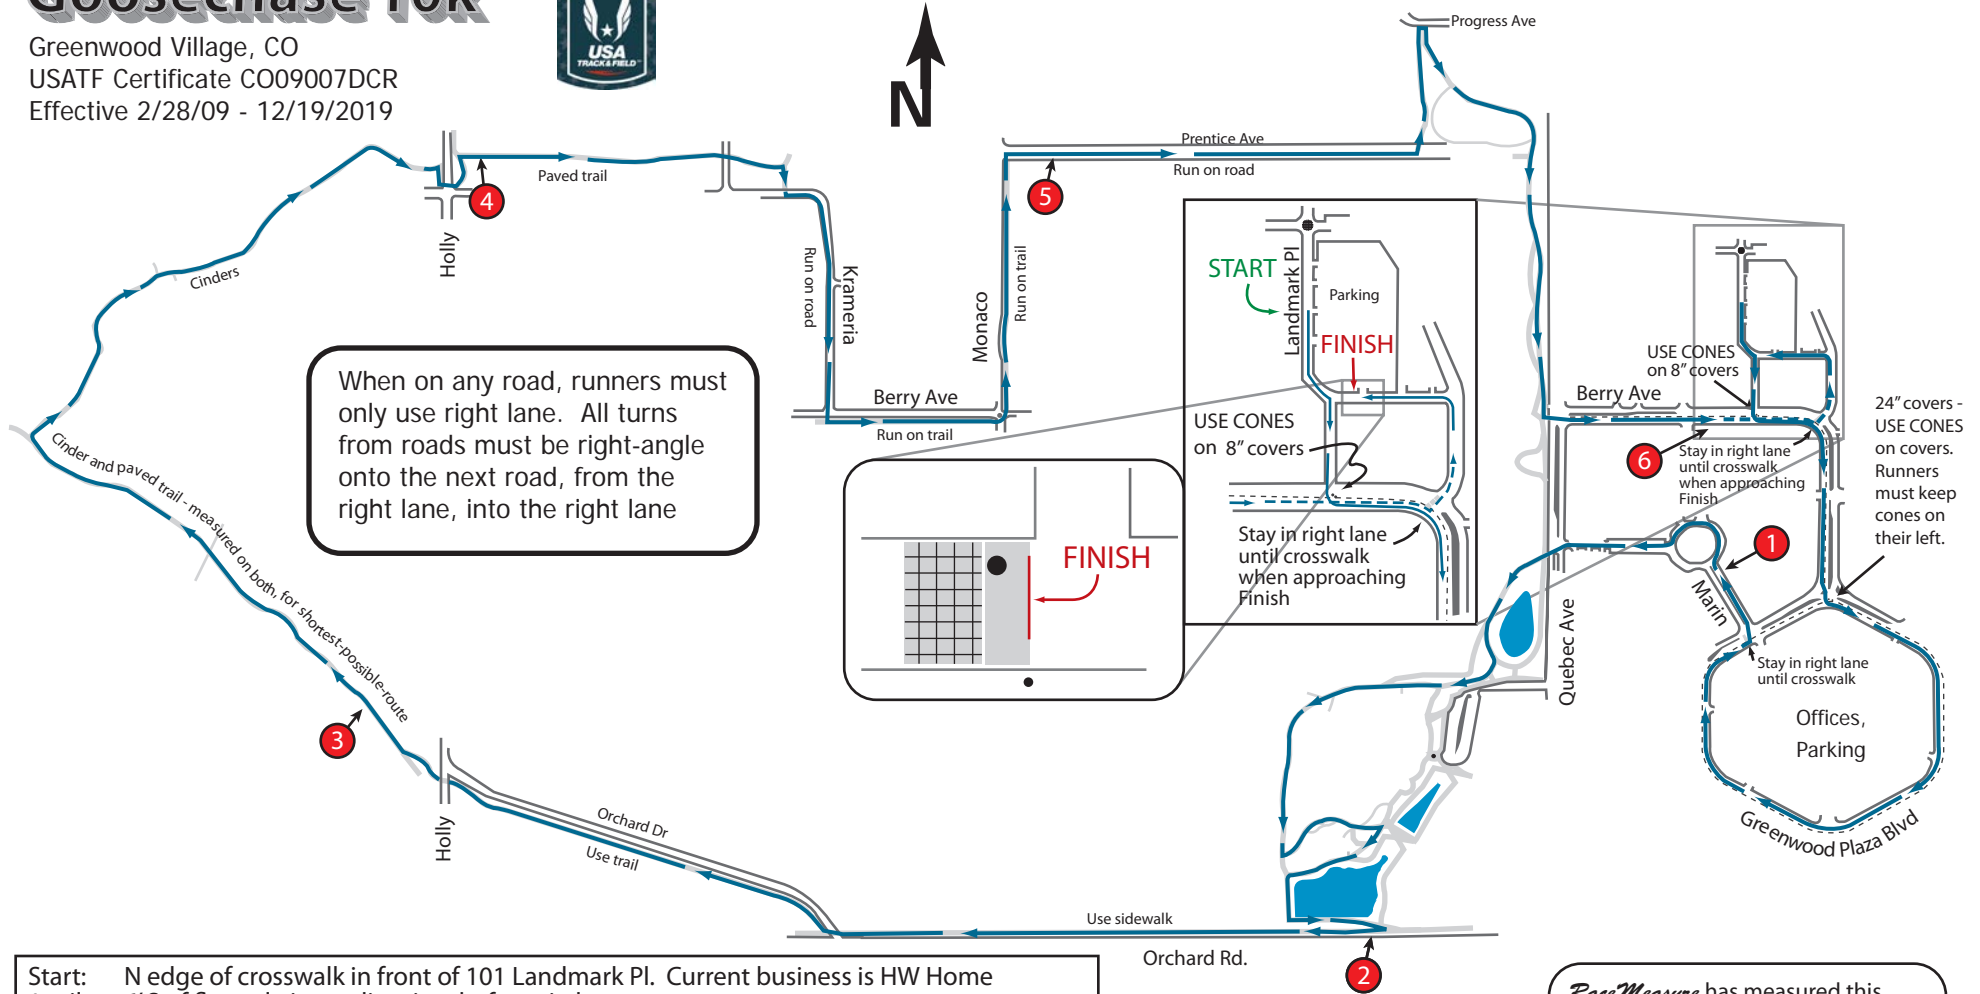 Goosechase 10k
Greenwood Village, CO
USATF Certificate CO09007DCR
Effective 2/28/09 - 12/19/2019
USA
TRACK & FIELD
N
Progress Ave
Prentice Ave
Run on road
Paved trail
4
5
Holly
Cinders
Run on road
Krameria
Monaco
Run on trail
Berry Ave
Run on trail
When on any road, runners must
only use right lane. All turns
from roads must be right-angle
onto the next road, from the
right lane, into the right lane
START
Landmark Pl
Parking
FINISH
USE CONES
on 8" covers
Stay in right lane
until crosswalk
when approaching
Finish
FINISH
USE CONES
on 8" covers
Berry Ave
6
Stay in right lane
until crosswalk
when approaching
Finish
24" covers -
USE CONES
on covers.
Runners
must keep
cones on
their left.
1
Marin
Quebec Ave
Stay in right lane
until crosswalk
Offices,
Parking
Greenwood Plaza Blvd
Cinder and paved trail - measured on both, for shortest-possible-route
3
Holly
Orchard Dr
Use trail
Use sidewalk
Orchard Rd.
2
Start: N edge of crosswalk in front of 101 Landmark Pl. Current business is HW Home
RaceMeasure has measured this